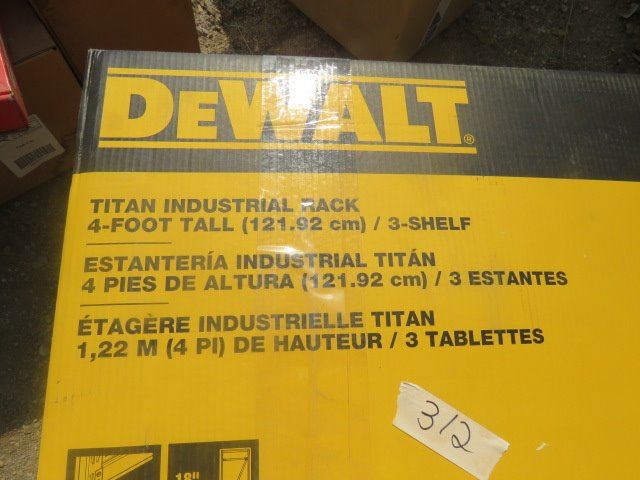 DEWALT®
TITAN INDUSTRIAL RACK
4-FOOT TALL (121.92 cm) / 3-SHELF
ESTANTERÍA INDUSTRIAL TITÁN
4 PIES DE ALTURA (121.92 cm) / 3 ESTANTES
ÉTAGÈRE INDUSTRIELLE TITAN
1,22 M (4 PI) DE HAUTEUR / 3 TABLETTES
312
18"